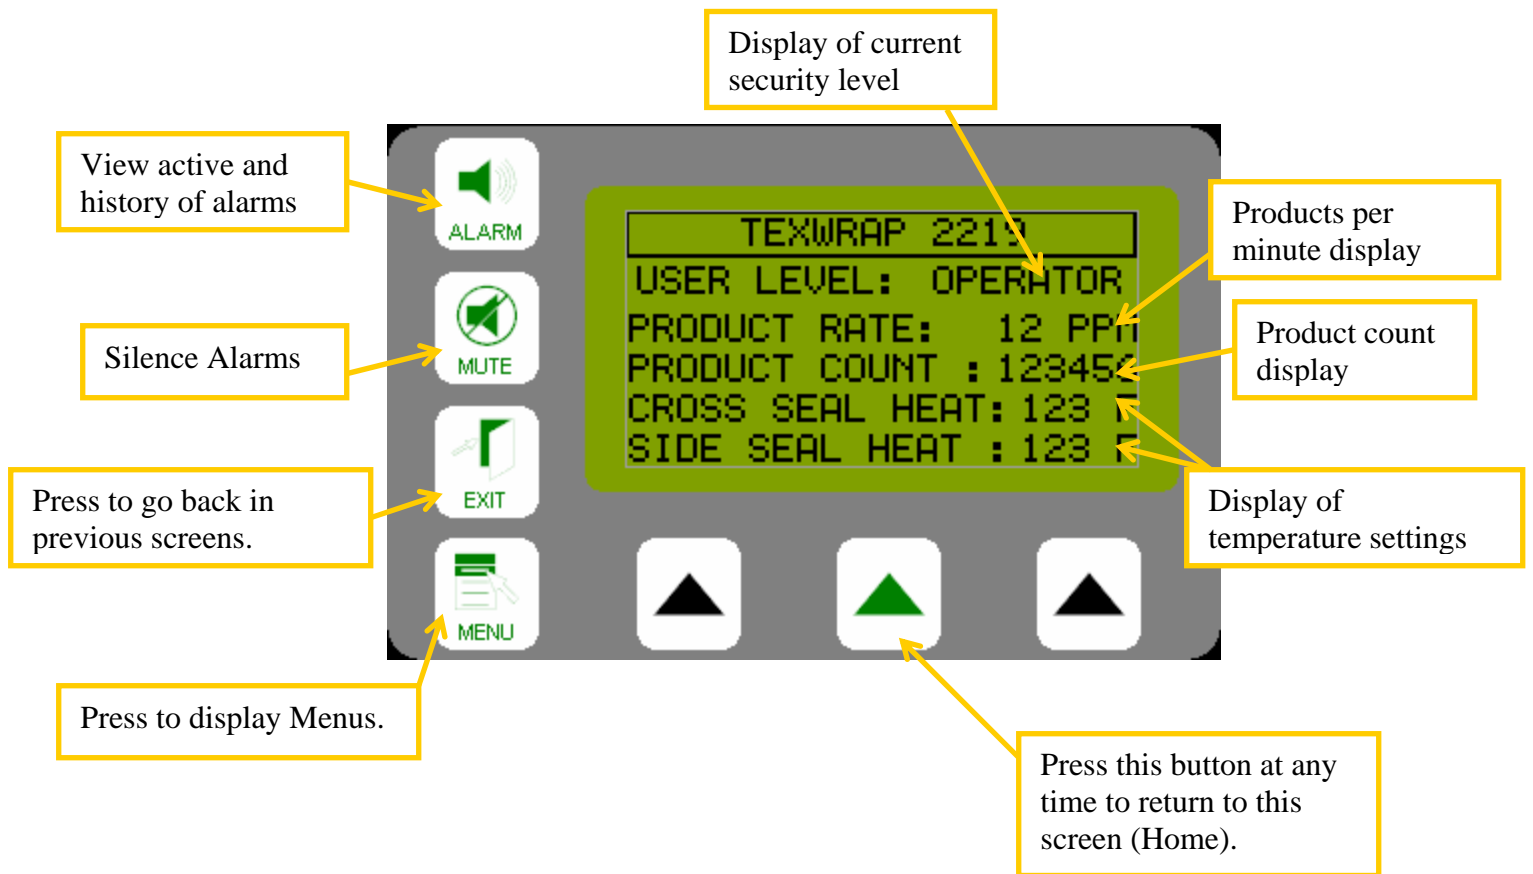 Display of current
security level
View active and
history of alarms
ALARM
Products per
minute display
TEXWRAP 2219
USER LEVEL: OPERATOR
PRODUCT RATE: 12 PPM
PRODUCT COUNT : 123456
CROSS SEAL HEAT: 123 F
SIDE SEAL HEAT : 123 F
Silence Alarms
MUTE
Product count
display
Press to go back in
previous screens.
EXIT
Display of
temperature settings
MENU
Press to display Menus.
Press this button at any
time to return to this
screen (Home).